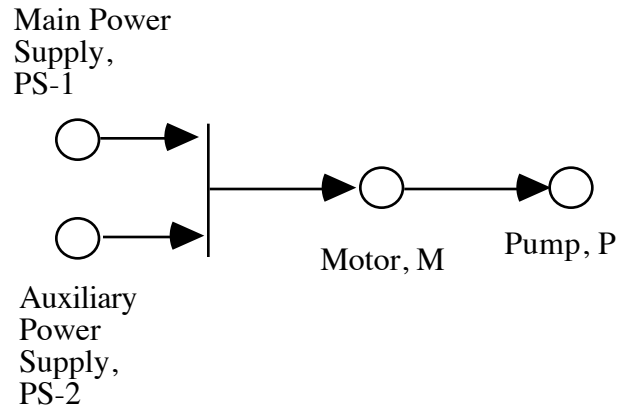 Main Power
Supply,
PS-1
Motor, M
Pump, P
Auxiliary
Power
Supply,
PS-2